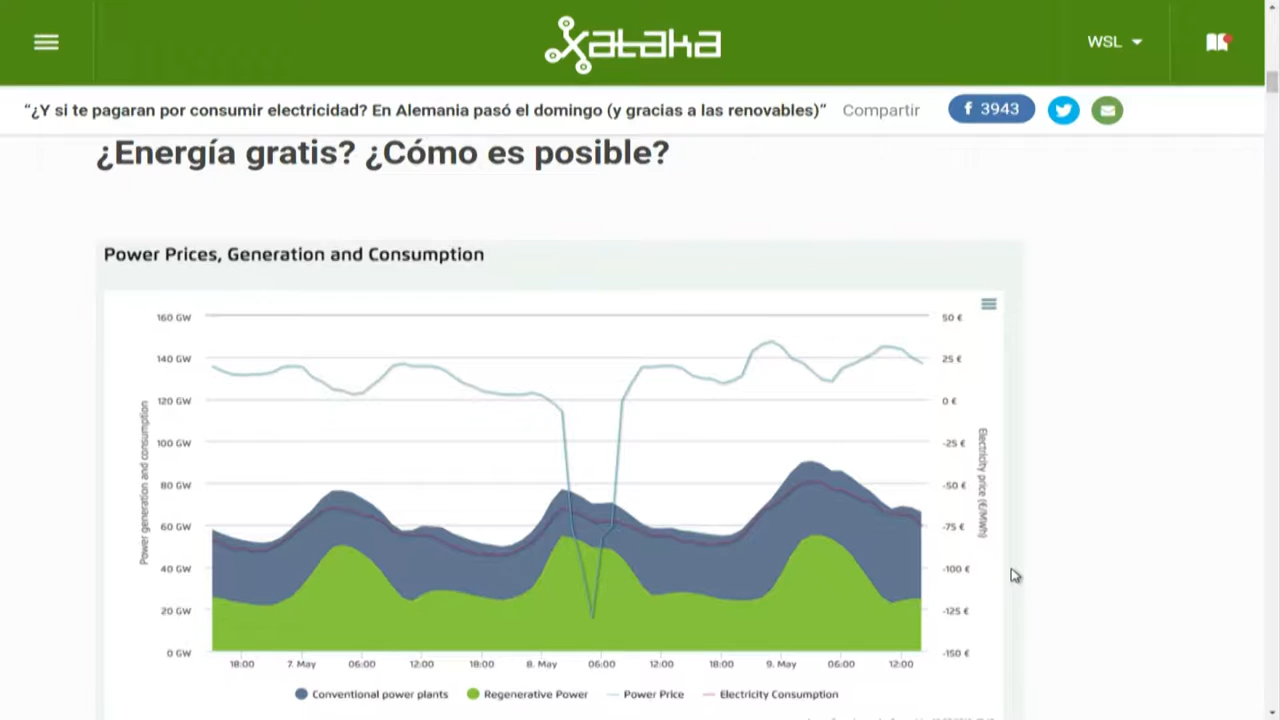 xataka
WSL
“¿Y si te pagaran por consumir electricidad? En Alemania pasó el domingo (y gracias a las renovables)”
Compartir
f 3943
¿Energía gratis? ¿Cómo es posible?
Power Prices, Generation and Consumption
160 GW
140 GW
120 GW
100 GW
80 GW
60 GW
40 GW
20 GW
0 GW
Power generation and consumption
50 €
25 €
0 €
-25 €
-50 €
-75 €
-100 €
-125 €
-150 €
Electricity price (€/MWh)
18:00 7. May 06:00 12:00 18:00 8. May 06:00 12:00 18:00 9. May 06:00 12:00
Conventional power plants Regenerative Power Power Price Electricity Consumption